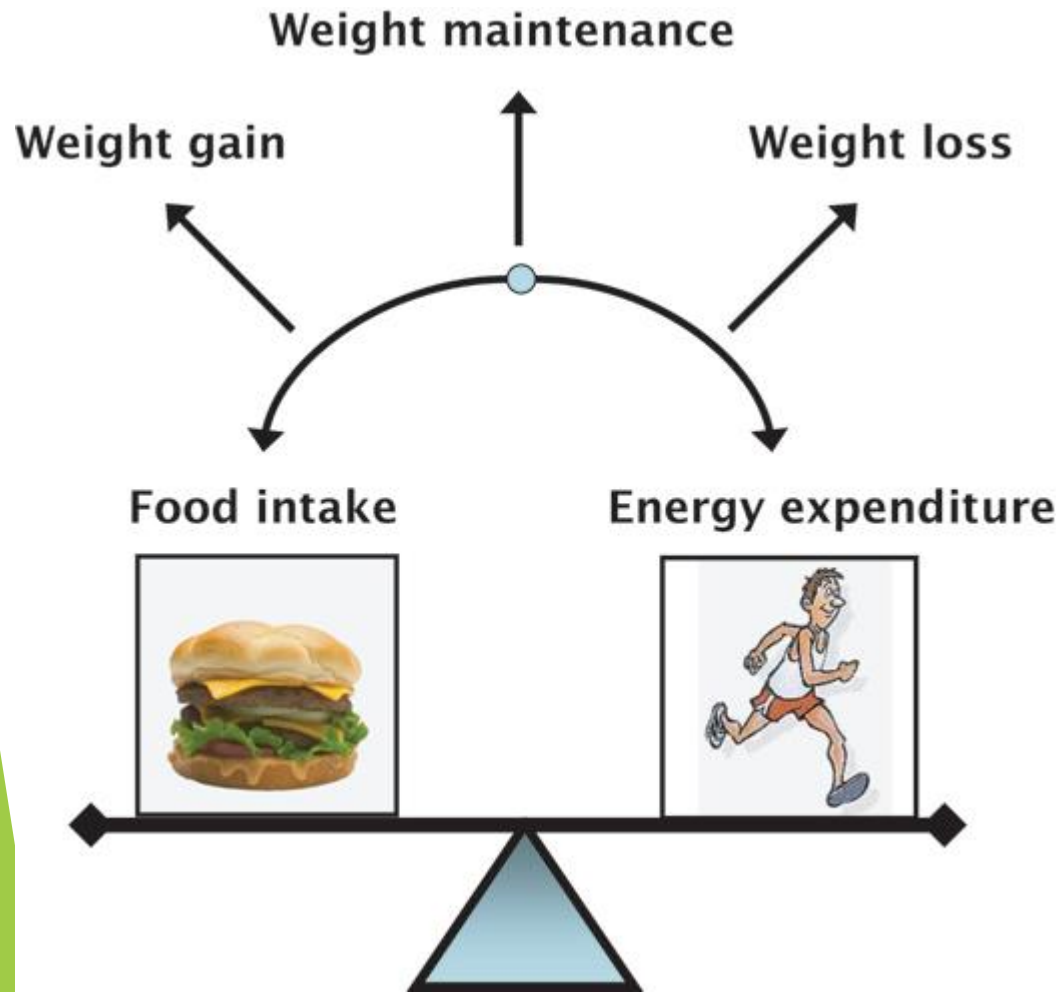 Weight maintenance
Weight gain
Weight loss
Food intake
Energy expenditure